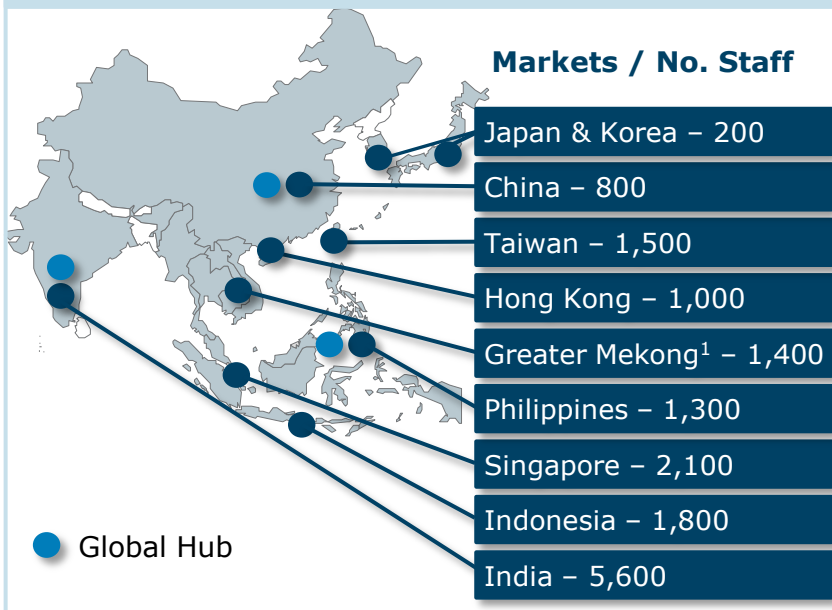 Markets / No. Staff
Japan & Korea – 200
China – 800
Taiwan – 1,500
Hong Kong – 1,000
Greater Mekong¹ – 1,400
Philippines – 1,300
Singapore – 2,100
Indonesia – 1,800
India – 5,600
Global Hub